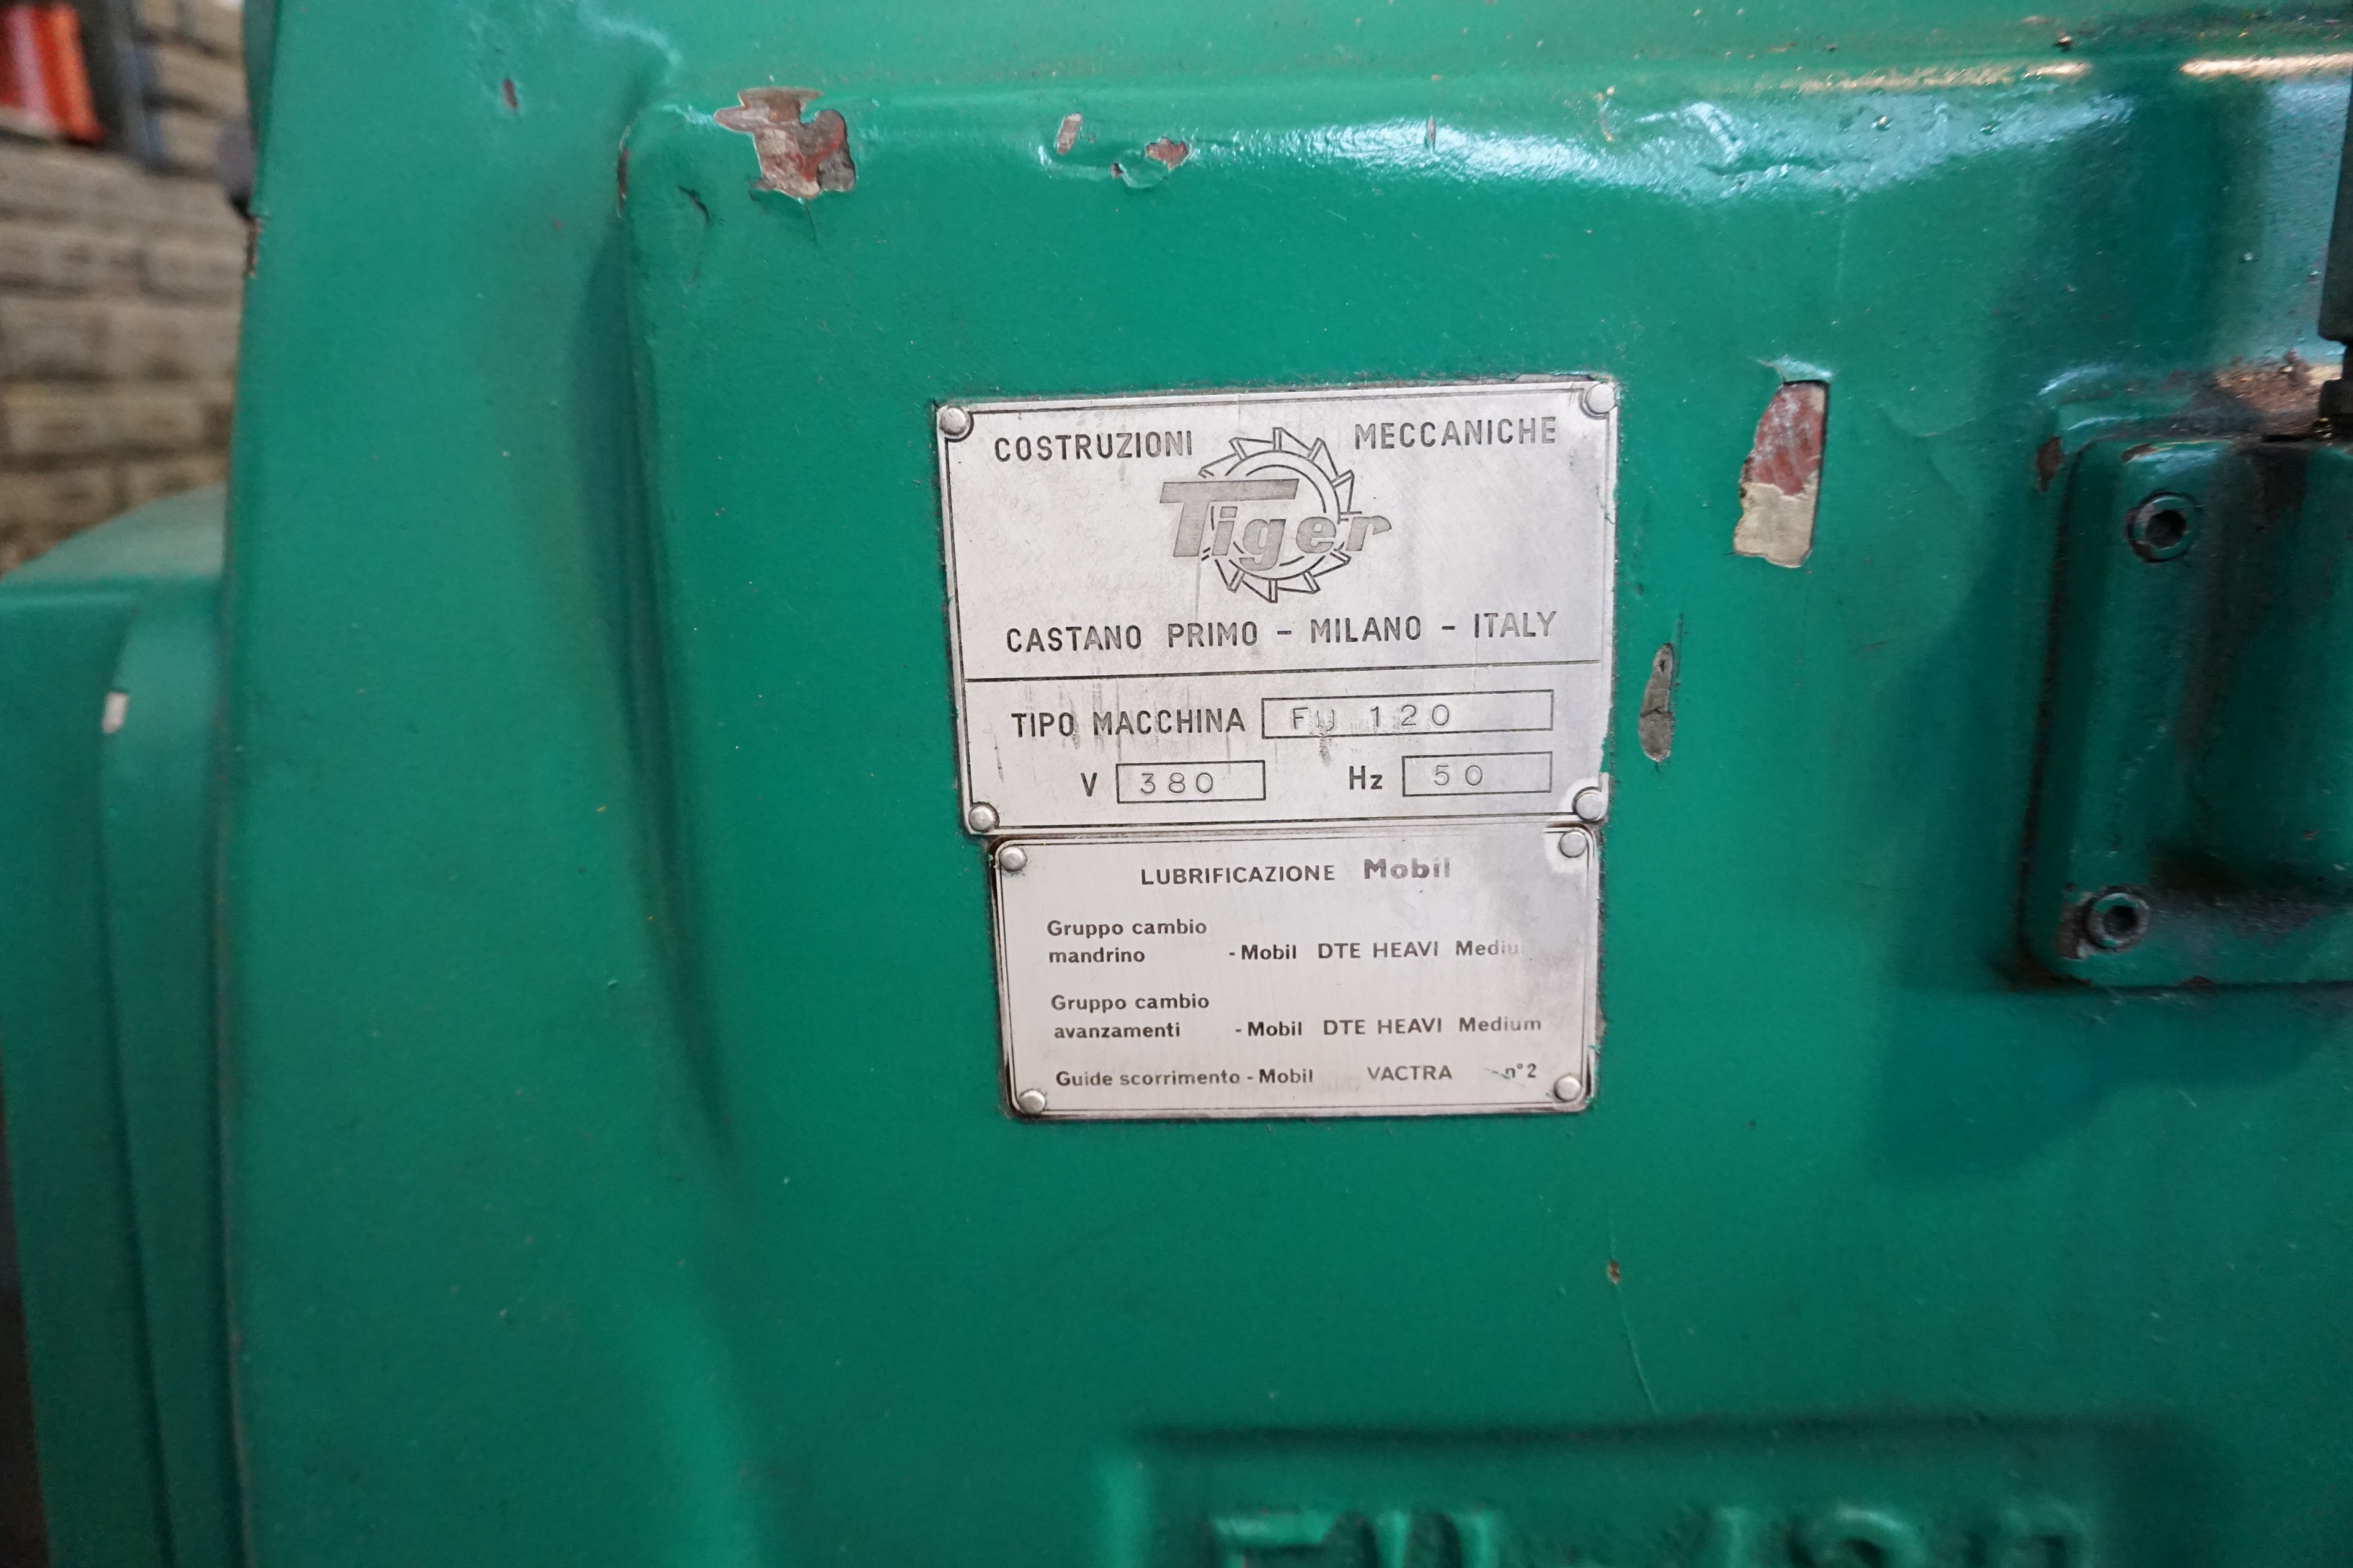 COSTRUZIONI MECCANICHE
Tiger
CASTANO PRIMO - MILANO - ITALY
TIPO MACCHINA FU 120
V 380 Hz 50
LUBRIFICAZIONE Mobil
Gruppo cambio
mandrino - Mobil DTE HEAVI Medium
Gruppo cambio
avanzamenti - Mobil DTE HEAVI Medium
Guide scorrimento - Mobil VACTRA n°2